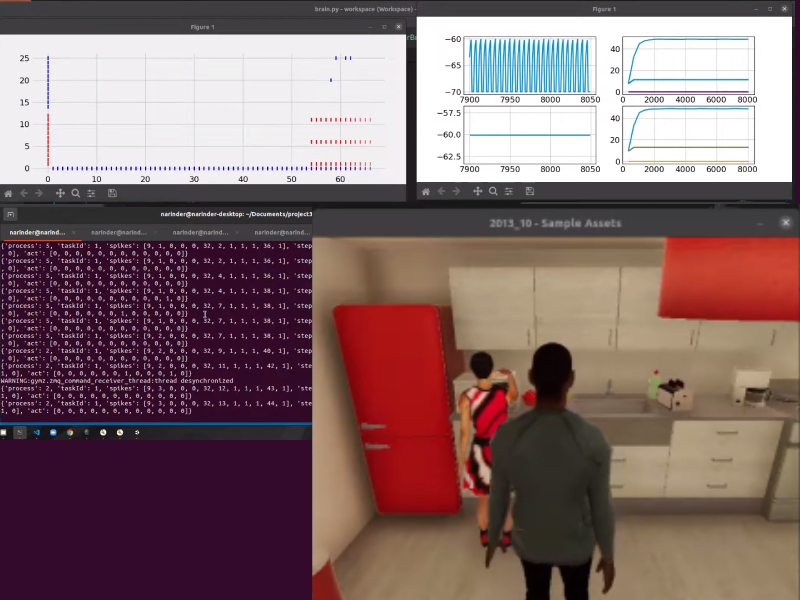 brain.py - workspace (Workspace) -
Figure 1
25
20
15
10
5
0
0
10
20
30
40
50
60
Figure 1
−60
−65
−70
7900
7950
8000
8050
40
20
0
0
2000
4000
6000
8000
−57.5
−60.0
−62.5
7900
7950
8000
8050
40
20
0
0
2000
4000
6000
8000
narinder@narinder-desktop: ~/Documents/project3
narinder@narind...
narinder@narind...
narinder@narind...
narinder@narind...
{'process': 5, 'taskId': 1, 'spikes': [9, 1, 0, 0, 0, 32, 2, 1, 1, 1, 36, 1], 'step
, 0], 'act': [0, 0, 0, 0, 0, 0, 0, 0, 0, 0, 0]}
{'process': 5, 'taskId': 1, 'spikes': [9, 1, 0, 0, 0, 32, 2, 1, 1, 1, 36, 1], 'step
, 0], 'act': [0, 0, 0, 0, 0, 0, 0, 0, 0, 0, 0]}
{'process': 5, 'taskId': 1, 'spikes': [9, 1, 0, 0, 0, 32, 4, 1, 1, 1, 36, 1], 'step
, 0], 'act': [0, 0, 0, 0, 0, 0, 0, 0, 0, 0, 0]}
{'process': 5, 'taskId': 1, 'spikes': [9, 1, 0, 0, 0, 32, 4, 1, 1, 1, 38, 1], 'step
, 0], 'act': [0, 0, 0, 0, 0, 0, 0, 0, 0, 1, 0]}
{'process': 5, 'taskId': 1, 'spikes': [9, 1, 0, 0, 0, 32, 7, 1, 1, 1, 38, 1], 'step
, 0], 'act': [0, 0, 0, 0, 0, 1, 0, 0, 0, 0, 0]}
{'process': 5, 'taskId': 1, 'spikes': [9, 1, 0, 0, 0, 32, 7, 1, 1, 1, 38, 1], 'step
, 0], 'act': [0, 0, 0, 0, 0, 0, 0, 0, 0, 0, 0]}
{'process': 5, 'taskId': 1, 'spikes': [9, 2, 0, 0, 0, 32, 7, 1, 1, 1, 38, 1], 'step
, 0], 'act': [0, 0, 0, 0, 0, 0, 0, 0, 0, 0, 0]}
{'process': 2, 'taskId': 1, 'spikes': [9, 2, 0, 0, 0, 32, 9, 1, 1, 1, 40, 1], 'step
1, 0], 'act': [0, 0, 0, 0, 0, 1, 0, 0, 0, 1, 0]}
{'process': 2, 'taskId': 1, 'spikes': [9, 2, 0, 0, 0, 32, 11, 1, 1, 1, 42, 1], 'ste
1, 0], 'act': [0, 0, 0, 0, 0, 0, 0, 0, 0, 1, 0]}
WARNING:gymz.zmq_command_receiver_thread:thread desynchronized
{'process': 2, 'taskId': 1, 'spikes': [9, 3, 0, 0, 0, 32, 12, 1, 1, 1, 43, 1], 'ste
1, 0], 'act': [0, 0, 0, 0, 0, 0, 0, 0, 0, 0, 0]}
{'process': 2, 'taskId': 1, 'spikes': [9, 3, 0, 0, 0, 32, 13, 1, 1, 1, 44, 1], 'ste
1, 0], 'act': [0, 0, 0, 0, 0, 0, 0, 0, 0, 0, 0]}
2013_10 - Sample Assets